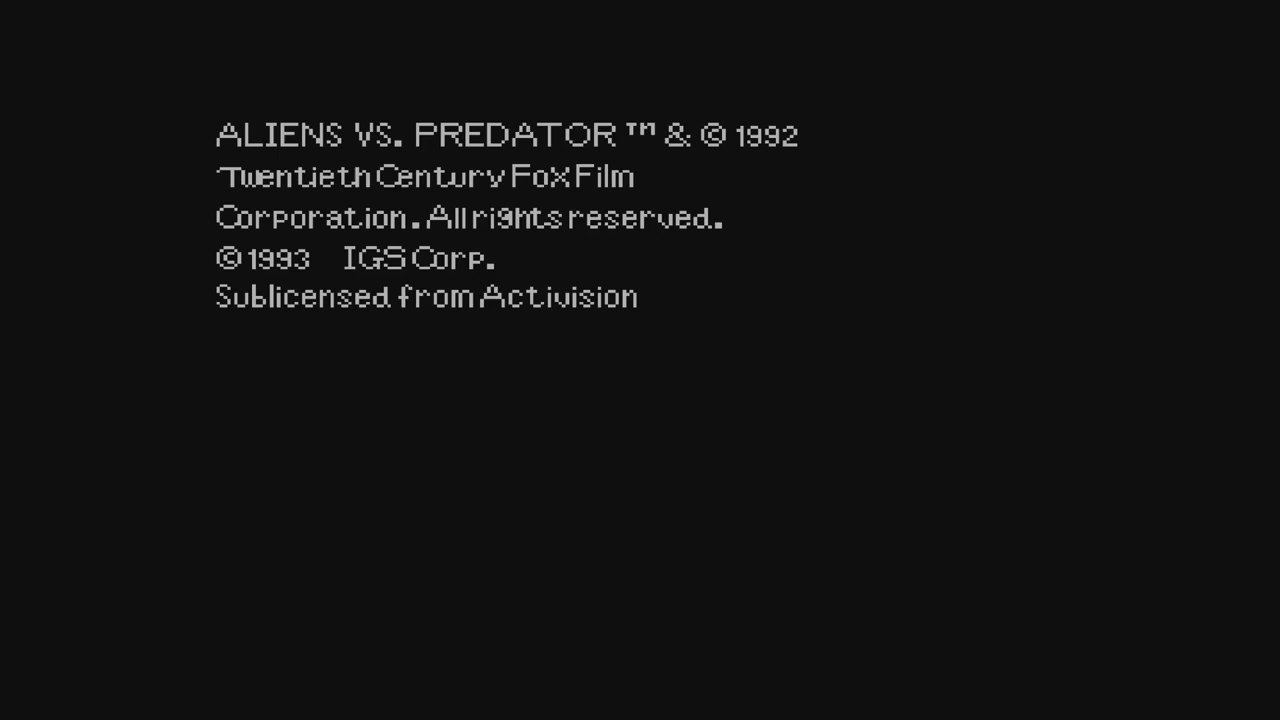 ALIENS VS. PREDATOR ™ & © 1992
Twentieth Century Fox Film
Corporation. All rights reserved.
© 1993 IGS Corp.
Sublicensed from Activision